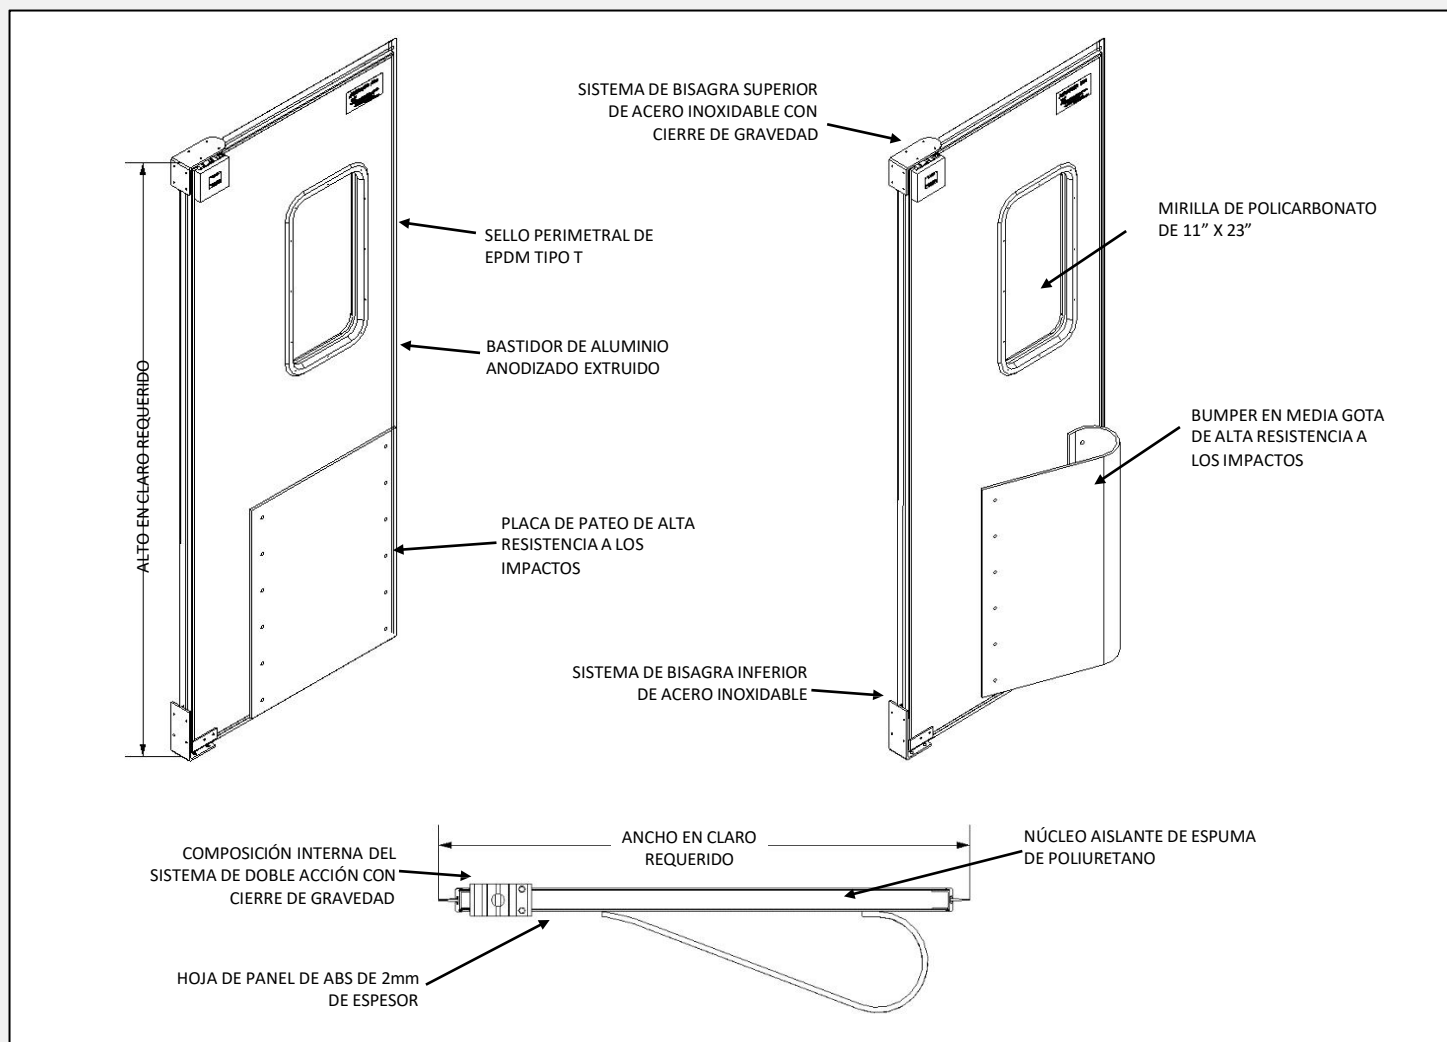 SISTEMA DE BISAGRA SUPERIOR
DE ACERO INOXIDABLE CON
CIERRE DE GRAVEDAD
SELLO PERIMETRAL DE
EPDM TIPO T
MIRILLA DE POLICARBONATO
DE 11” X 23”
BASTIDOR DE ALUMINIO
ANODIZADO EXTRUIDO
ALTO EN CLARO REQUERIDO
BUMPER EN MEDIA GOTA
DE ALTA RESISTENCIA A
LOS IMPACTOS
PLACA DE PATEO DE ALTA
RESISTENCIA A LOS
IMPACTOS
SISTEMA DE BISAGRA INFERIOR
DE ACERO INOXIDABLE
ANCHO EN CLARO
REQUERIDO
NÚCLEO AISLANTE DE ESPUMA
DE POLIURETANO
COMPOSICIÓN INTERNA DEL
SISTEMA DE DOBLE ACCIÓN CON
CIERRE DE GRAVEDAD
HOJA DE PANEL DE ABS DE 2mm
DE ESPESOR